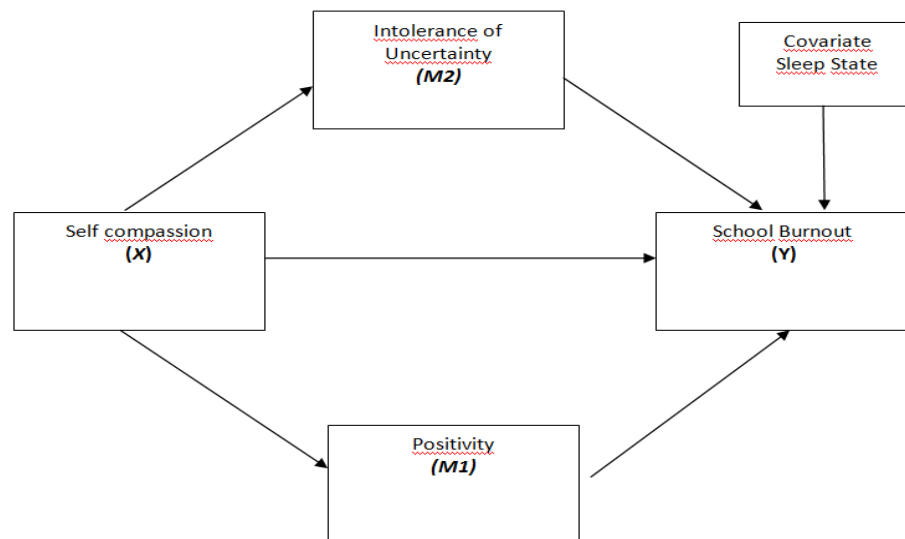 Intolerance of
Uncertainty
(M2)
Covariate
Sleep State
Self compassion
(X)
School Burnout
(Y)
Positivity
(M1)